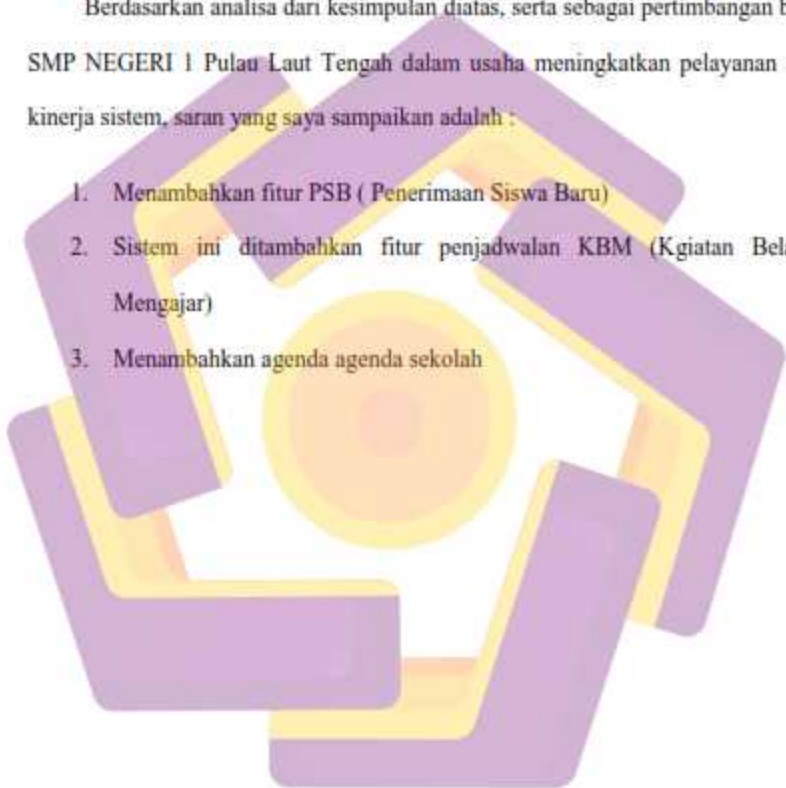 Berdasarkan analisa dari kesimpulan diatas, serta sebagai pertimbangan
SMP NEGERI 1 Pulau Laut Tengah dalam usaha meningkatkan pelayanan
kinerja sistem, saran yang saya sampaikan adalah :
1. Menambahkan fitur PSB ( Penerimaan Siswa Baru)
2. Sistem ini ditambahkan fitur penjadwalan KBM (Kgiatan Bela
Mengajar)
3. Menambahkan agenda agenda sekolah